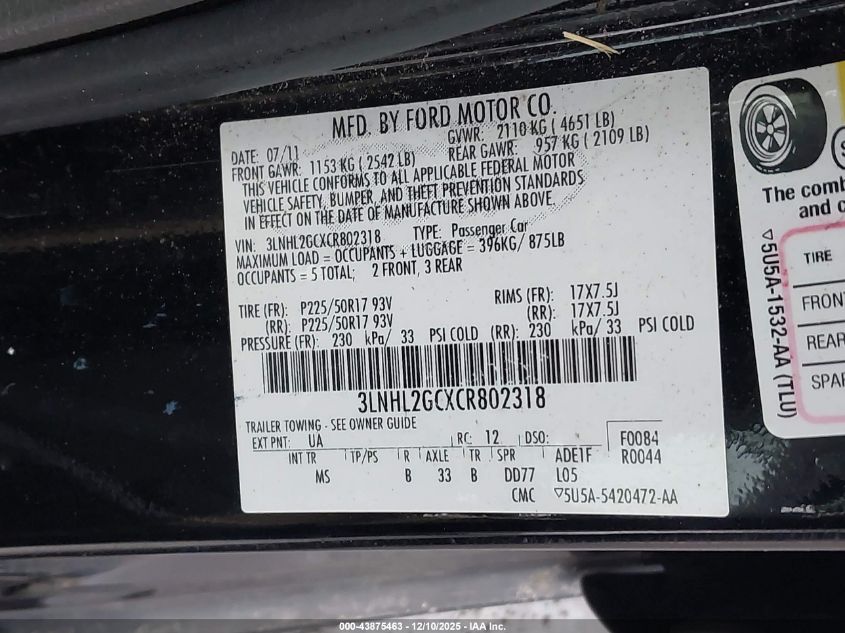 MFD. BY FORD MOTOR CO.
DATE: 07/11 GVWR: 2110 KG ( 4651 LB)
FRONT GAWR: 1153 KG ( 2542 LB) REAR GAWR: 957 KG ( 2109 LB)
THIS VEHICLE CONFORMS TO ALL APPLICABLE FEDERAL MOTOR
VEHICLE SAFETY, BUMPER, AND THEFT PREVENTION STANDARDS
IN EFFECT ON THE DATE OF MANUFACTURE SHOWN ABOVE.
VIN: 3LNHL2GCXCR802318 TYPE: Passenger Car
MAXIMUM LOAD = OCCUPANTS + LUGGAGE = 396KG/ 875LB
OCCUPANTS = 5 TOTAL; 2 FRONT, 3 REAR
TIRE (FR): P225/50R17 93V RIMS (FR): 17X7.5J
(RR): P225/50R17 93V (RR): 17X7.5J
PRESSURE (FR): 230 kPa/ 33 PSI COLD (RR): 230 kPa/ 33 PSI COLD
3LNHL2GCXCR802318
TRAILER TOWING - SEE OWNER GUIDE
EXT PNT: UA RC: 12 DSO: F0084
INT TR TP/PS R AXLE TR SPR ADE1F R0044
MS B 33 B DD77 L05
CMC ▽5U5A-5420472-AA
The comb
and c
TIRE
FRON
REAR
SPAR
▽5U5A-1532-AA (TLU)
000-43875463 - 12/10/2025 - IAA Inc.